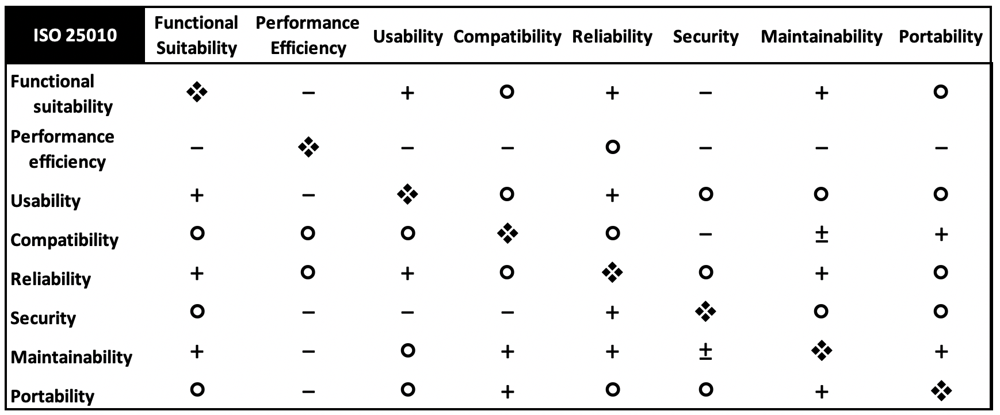 ISO 25010 Functional Suitability Performance Efficiency Usability Compatibility Reliability Security Maintainability Portability
Functional suitability ❖ − + O + − + O
Performance efficiency − ❖ − − O − − −
Usability + − ❖ O + O O O
Compatibility O O O ❖ O − ± +
Reliability + O + O ❖ O + O
Security O − − − + ❖ O O
Maintainability + − O + + ± ❖ +
Portability O − O + O O + ❖